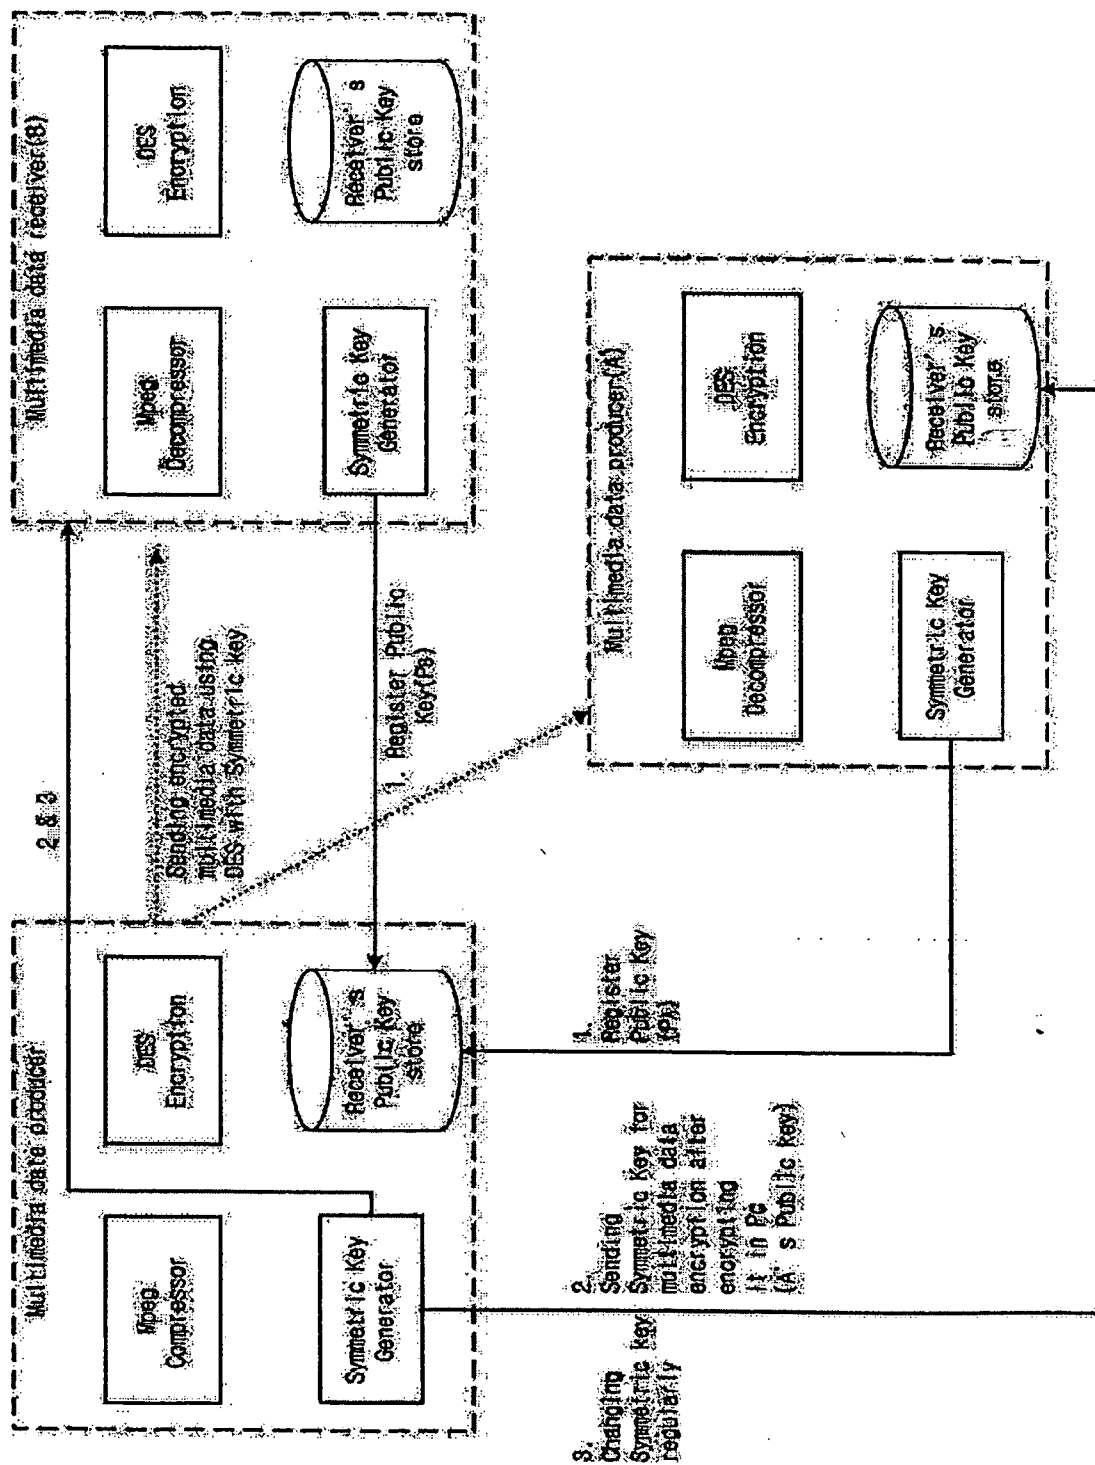 Multimedia data producer
Mpeg
Compressor
DES
Encryption
Symmetric Key
Generator
Receiver' s
Public Key
store
2 & 3
Sending encrypted
multimedia data using
DES with Symmetric key
1. Register Public
Key(PB)
Multimedia data receiver(B)
Mpeg
Decompressor
DES
Encryption
Symmetric Key
Generator
Receiver' s
Public Key
store
3.
Changing
Symmetric key
regularly
2.
Sending
Symmetric Key for
multimedia data
encryption after
encrypting
it in Pc
(A' s Public key)
1.
Register
Public Key
(PA)
Multimedia data producer(A)
Mpeg
Decompressor
DES
Encryption
Symmetric Key
Generator
Receiver' s
Public Key
store